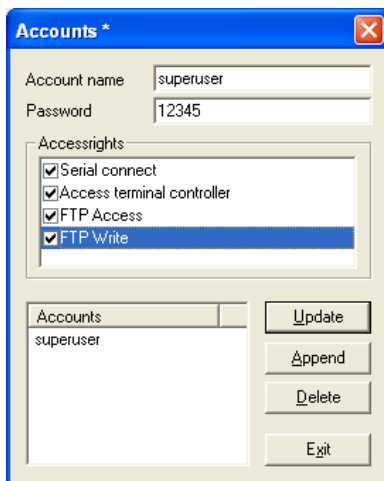 Accounts *
Account name superuser
Password 12345
Accessrights
Serial connect
Access terminal controller
FTP Access
FTP Write
Accounts
superuser
Update
Append
Delete
Exit